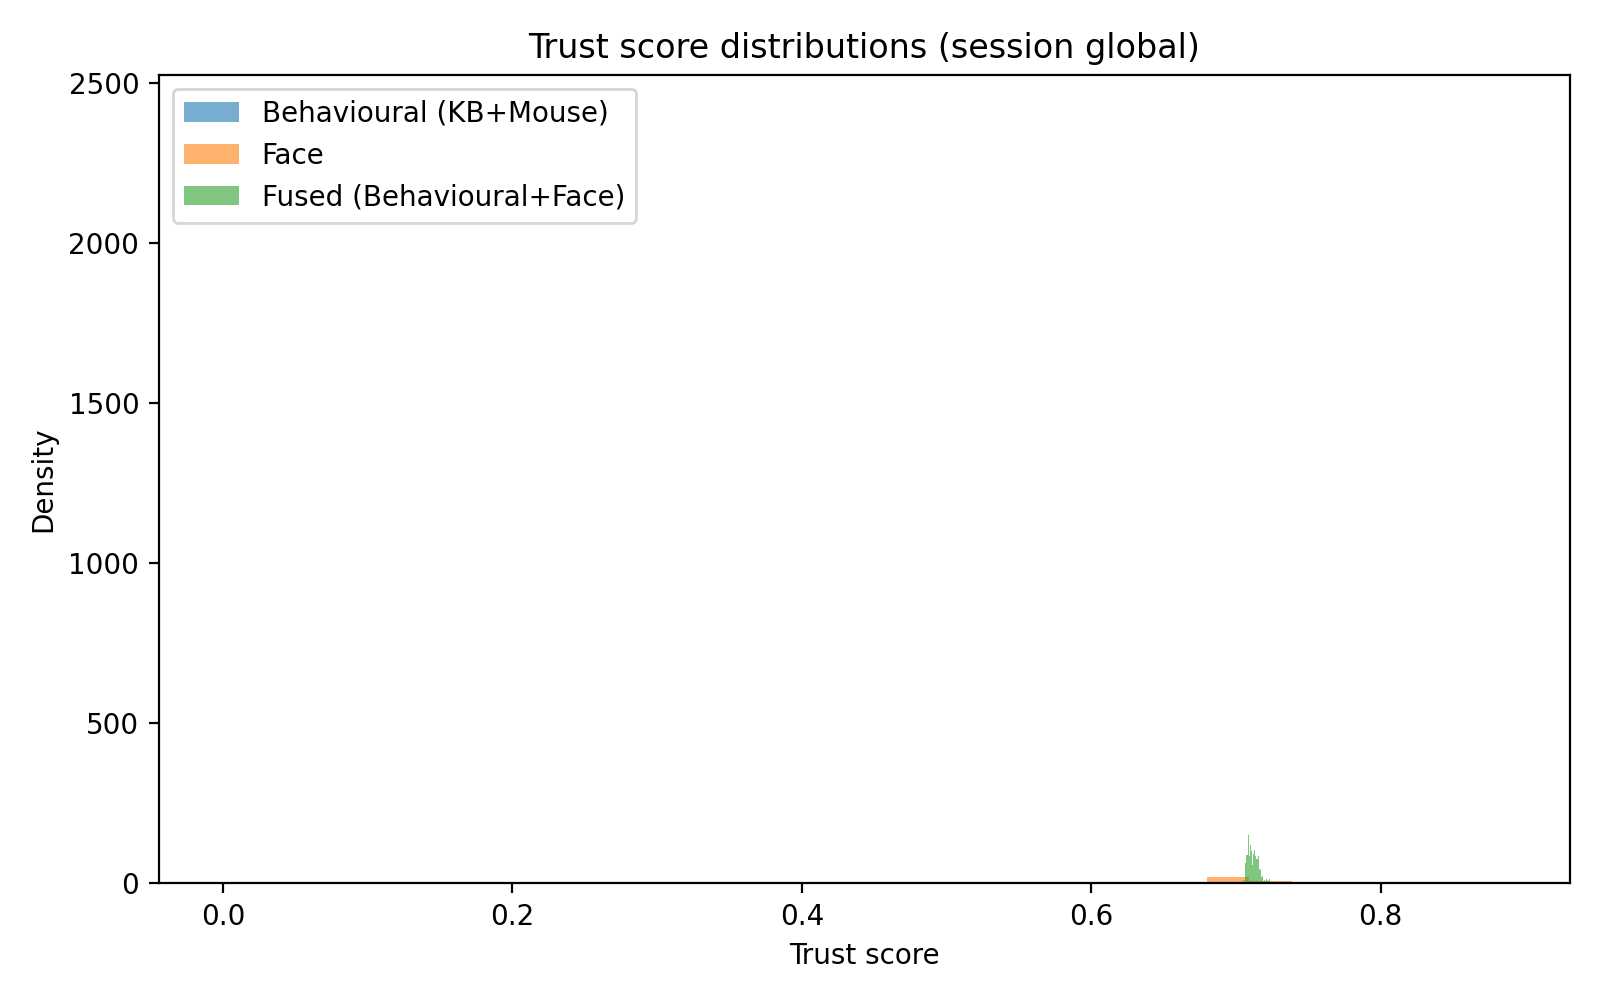 Trust score distributions (session global)
2500
Behavioural (KB+Mouse)
Face
Fused (Behavioural+Face)
2000
1500
Density
1000
500
0
0.0 0.2 0.4 0.6 0.8
Trust score